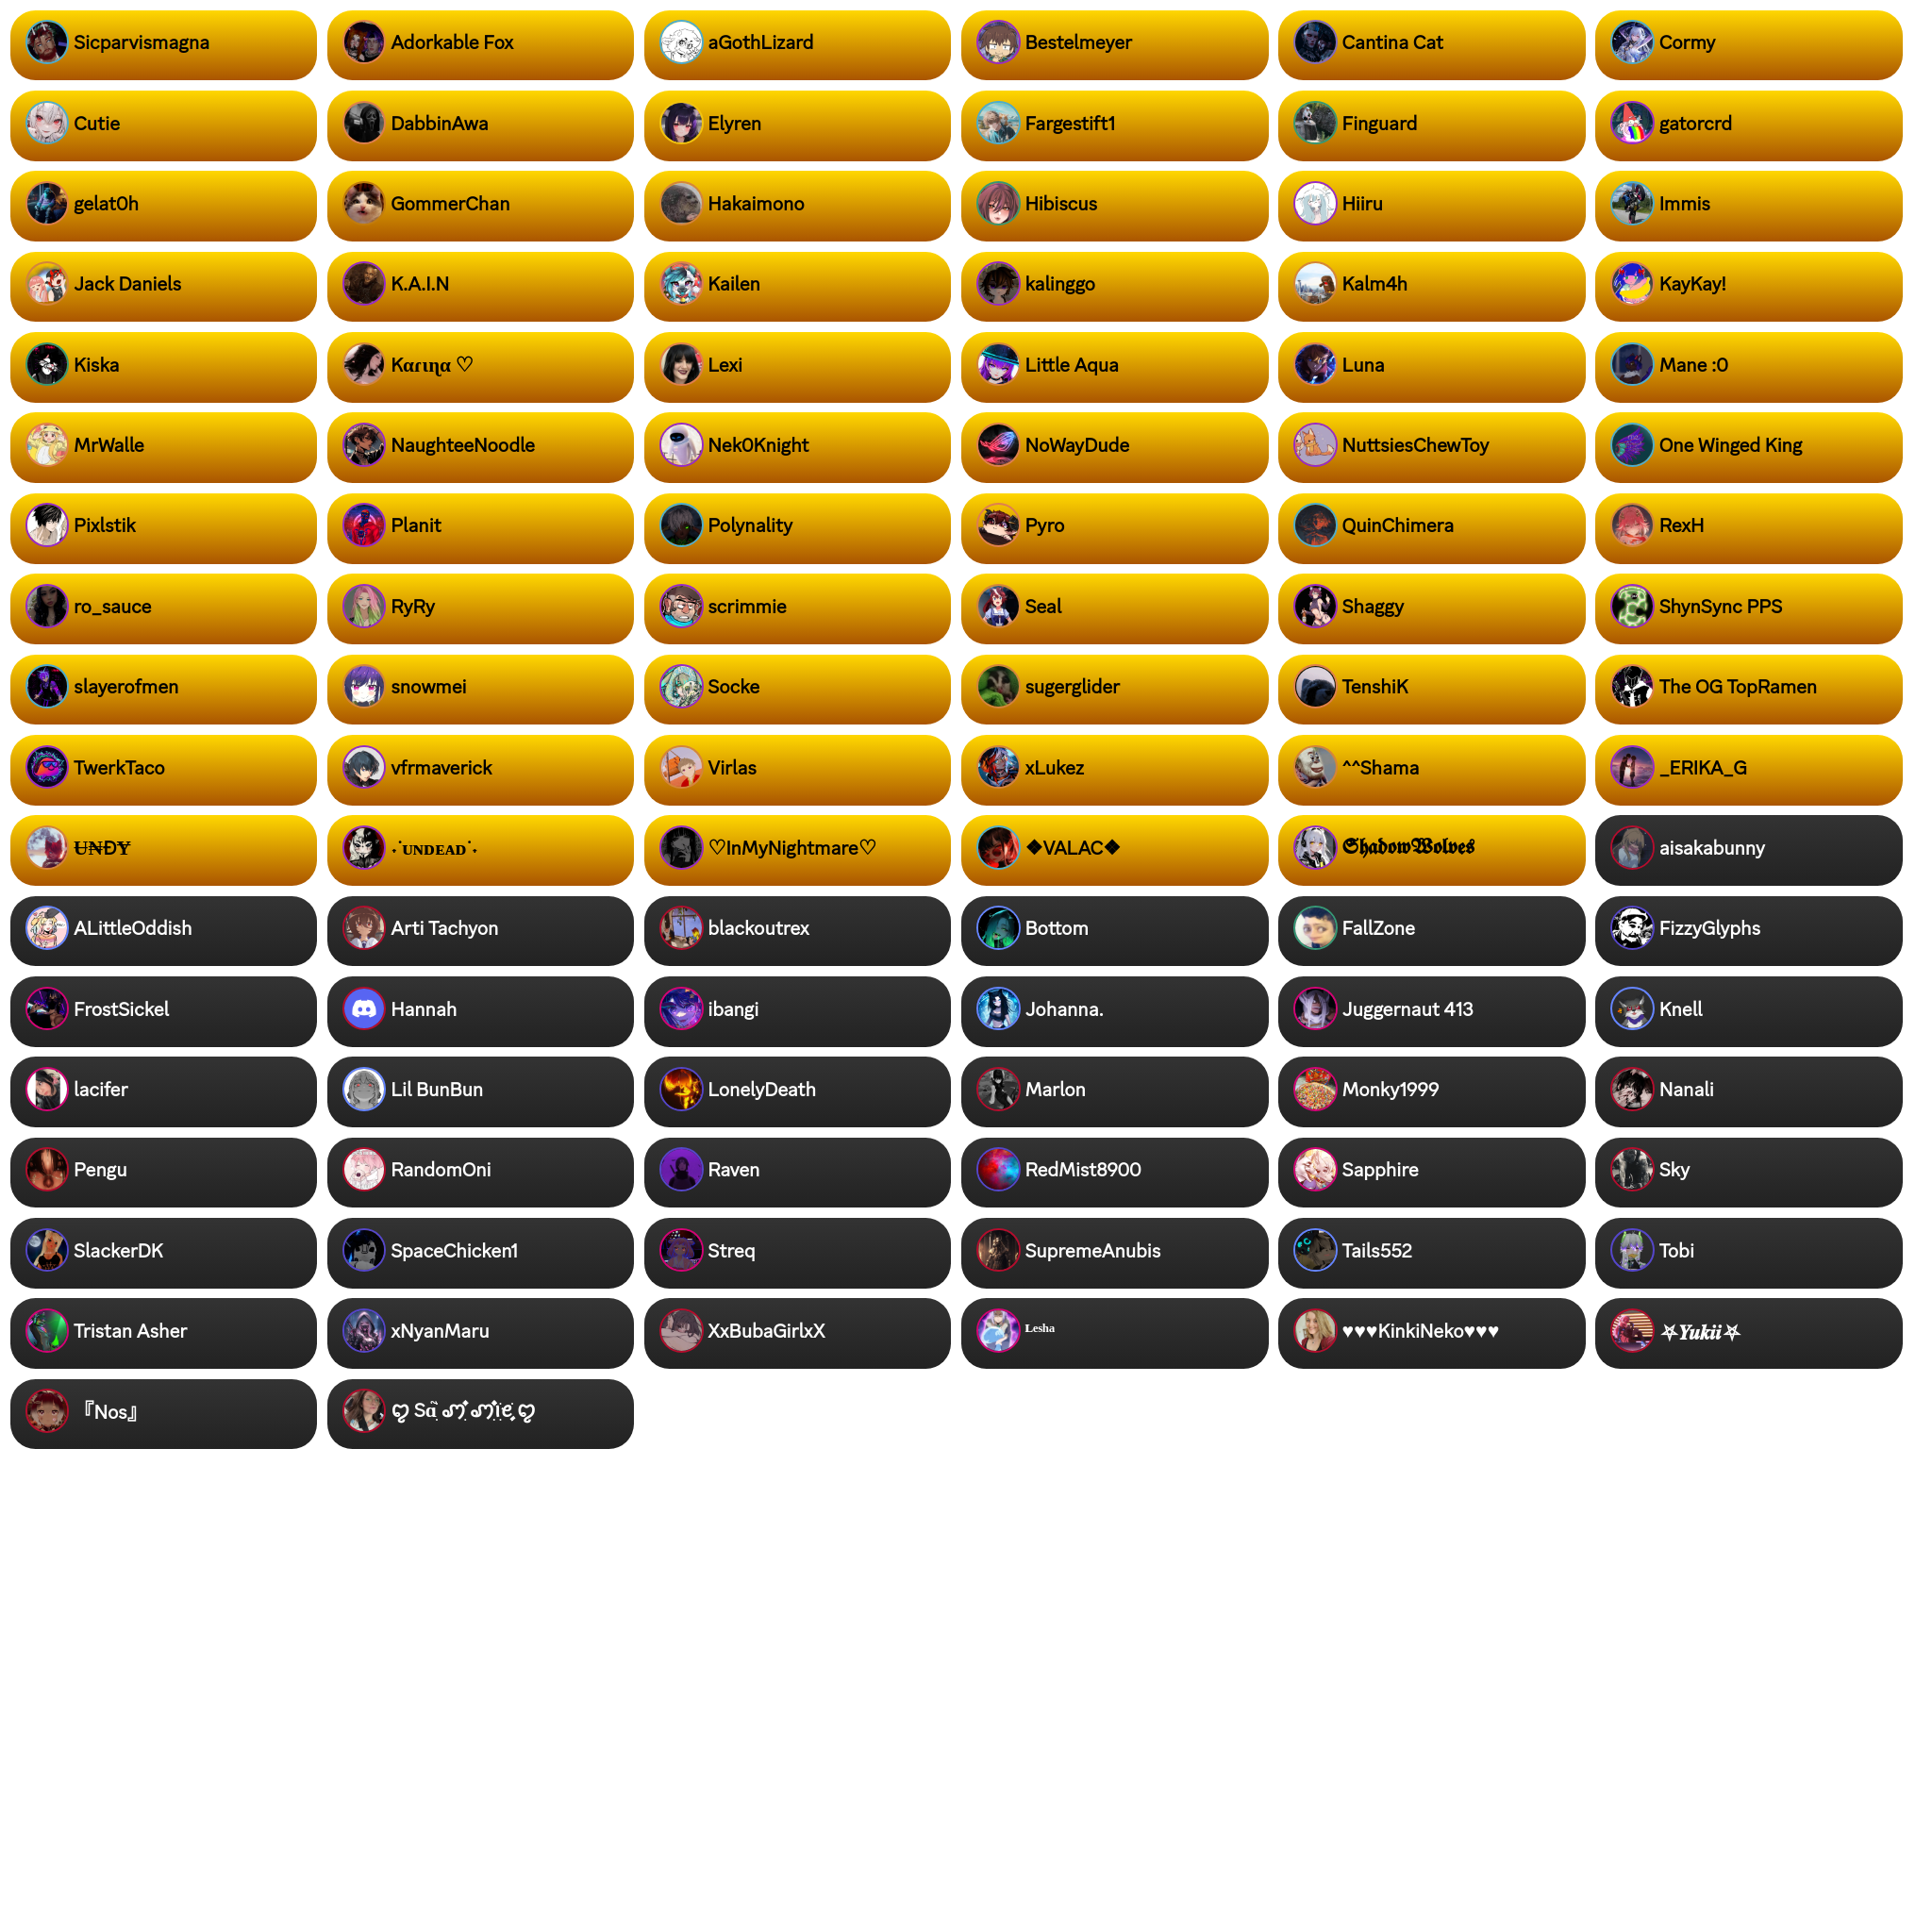 Sicparvismagna
Adorkable Fox
aGothLizard
Bestelmeyer
Cantina Cat
Cormy
Cutie
DabbinAwa
Elyren
Fargestift1
Finguard
gatorcrd
gelat0h
GommerChan
Hakaimono
Hibiscus
Hiiru
Immis
Jack Daniels
K.A.I.N
Kailen
kalinggo
Kalm4h
KayKay!
Kiska
Kαɾιɳα ♡
Lexi
Little Aqua
Luna
Mane :0
MrWalle
NaughteeNoodle
Nek0Knight
NoWayDude
NuttsiesChewToy
One Winged King
Pixlstik
Planit
Polynality
Pyro
QuinChimera
RexH
ro_sauce
RyRy
scrimmie
Seal
Shaggy
ShynSync PPS
slayerofmen
snowmei
Socke
sugerglider
TenshiK
The OG TopRamen
TwerkTaco
vfrmaverick
Virlas
xLukez
^^Shama
_ERIKA_G
U̶N̶ĐɎ
˖˙ᴜɴᴅᴇᴀᴅ˙˖
♡InMyNightmare♡
❖VALAC❖
𝕾𝖍𝖆𝖉𝖔𝖜𝖂𝖔𝖑𝖛𝖊𝖘
aisakabunny
ALittleOddish
Arti Tachyon
blackoutrex
Bottom
FallZone
FizzyGlyphs
FrostSickel
Hannah
ibangi
Johanna.
Juggernaut 413
Knell
lacifer
Lil BunBun
LonelyDeath
Marlon
Monky1999
Nanali
Pengu
RandomOni
Raven
RedMist8900
Sapphire
Sky
SlackerDK
SpaceChicken1
Streq
SupremeAnubis
Tails552
Tobi
Tristan Asher
xNyanMaru
XxBubaGirlxX
ᴸᵉˢʰᵃ
♥♥♥KinkiNeko♥♥♥
⛧𝒀𝒖𝒌𝒊𝒊⛧
『Nos』